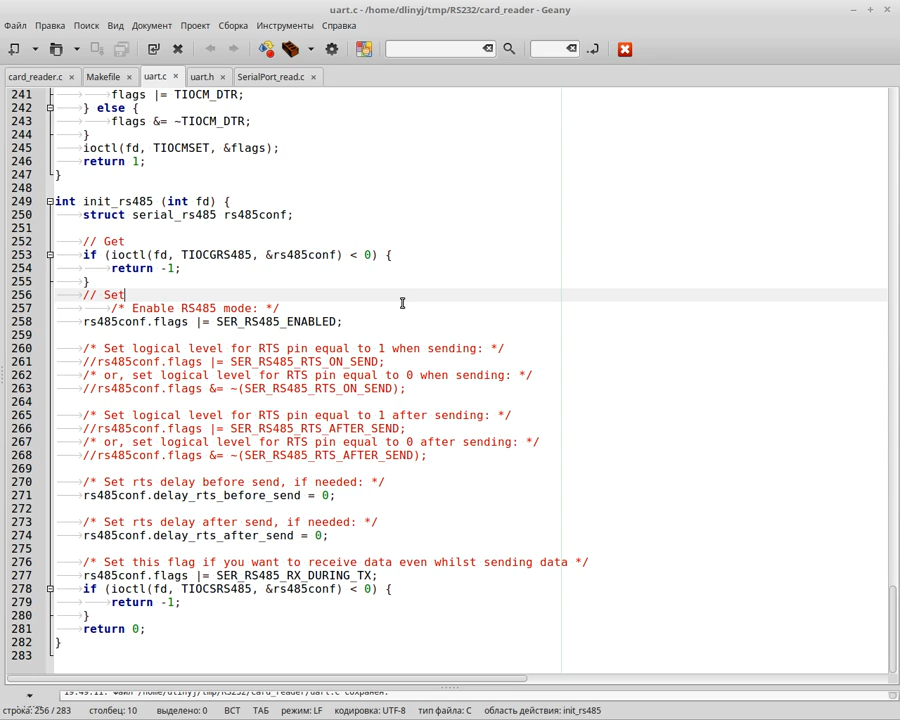 uart.c - /home/dlinyj/tmp/RS232/card_reader - Geany
Файл Правка Поиск Вид Документ Проект Сборка Инструменты Справка
card_reader.c Makefile uart.c uart.h SerialPort_read.c
241 flags |= TIOCM_DTR;
242 } else {
243 flags &= ~TIOCM_DTR;
244 }
245 ioctl(fd, TIOCMSET, &flags);
246 return 1;
247 }
248
249 int init_rs485 (int fd) {
250 struct serial_rs485 rs485conf;
251
252 // Get
253 if (ioctl(fd, TIOCGRS485, &rs485conf) < 0) {
254 return -1;
255 }
256 // Set
257 /* Enable RS485 mode: */
258 rs485conf.flags |= SER_RS485_ENABLED;
259
260 /* Set logical level for RTS pin equal to 1 when sending: */
261 //rs485conf.flags |= SER_RS485_RTS_ON_SEND;
262 /* or, set logical level for RTS pin equal to 0 when sending: */
263 //rs485conf.flags &= ~(SER_RS485_RTS_ON_SEND);
264
265 /* Set logical level for RTS pin equal to 1 after sending: */
266 //rs485conf.flags |= SER_RS485_RTS_AFTER_SEND;
267 /* or, set logical level for RTS pin equal to 0 after sending: */
268 //rs485conf.flags &= ~(SER_RS485_RTS_AFTER_SEND);
269
270 /* Set rts delay before send, if needed: */
271 rs485conf.delay_rts_before_send = 0;
272
273 /* Set rts delay after send, if needed: */
274 rs485conf.delay_rts_after_send = 0;
275
276 /* Set this flag if you want to receive data even whilst sending data */
277 rs485conf.flags |= SER_RS485_RX_DURING_TX;
278 if (ioctl(fd, TIOCSRS485, &rs485conf) < 0) {
279 return -1;
280 }
281 return 0;
282 }
283
19:49:11: Файл /home/dlinyj/tmp/RS232/card_reader/uart.c сохранён.
строка: 256 / 283 столбец: 10 выделено: 0 ВСТ ТАБ режим: LF кодировка: UTF-8 тип файла: C область действия: init_rs485